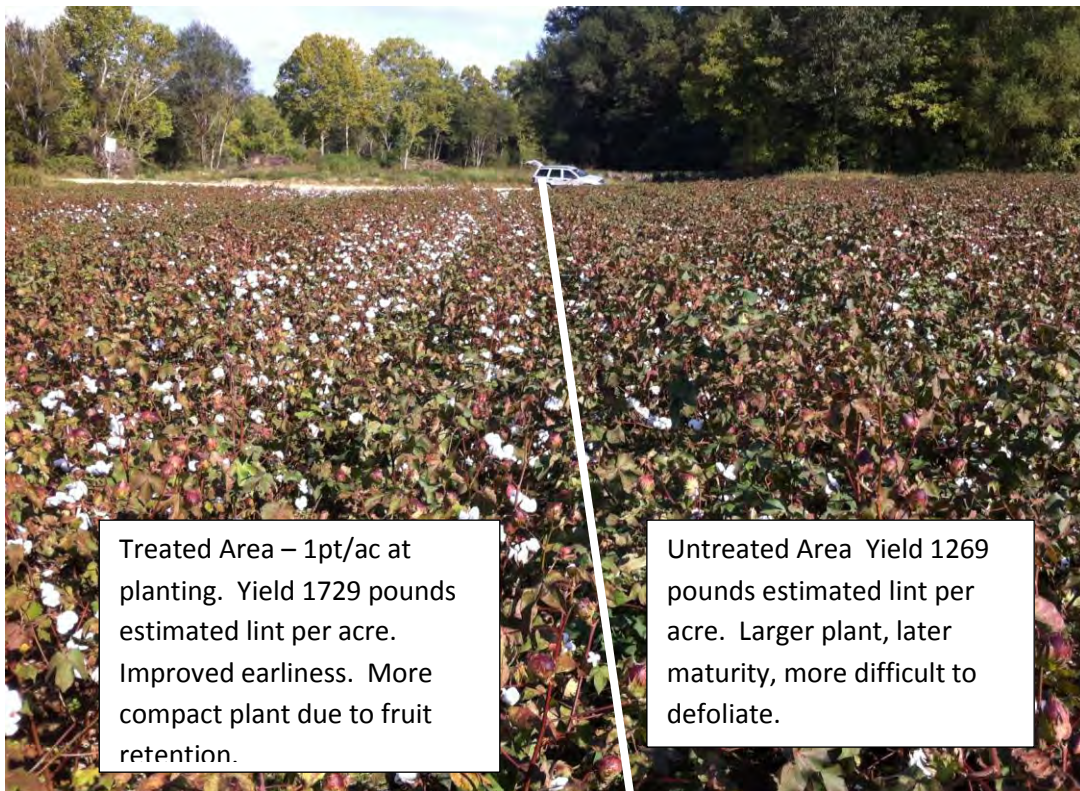 Treated Area – 1pt/ac at
planting.  Yield 1729 pounds
estimated lint per acre.
Improved earliness.  More
compact plant due to fruit
retention.
Untreated Area  Yield 1269
pounds estimated lint per
acre.  Larger plant, later
maturity, more difficult to
defoliate.